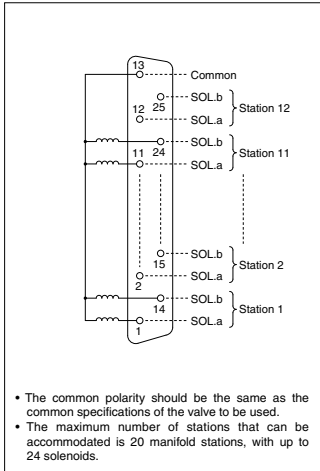 13
Common
SOL.b
25
12
Station 12
SOL.a
SOL.b
24
11
Station 11
SOL.a
SOL.b
15
Station 2
SOL.a
2
SOL.b
14
Station 1
SOL.a
1
• The common polarity should be the same as the
common specifications of the valve to be used.
• The maximum number of stations that can be
accommodated is 20 manifold stations, with up to
24 solenoids.